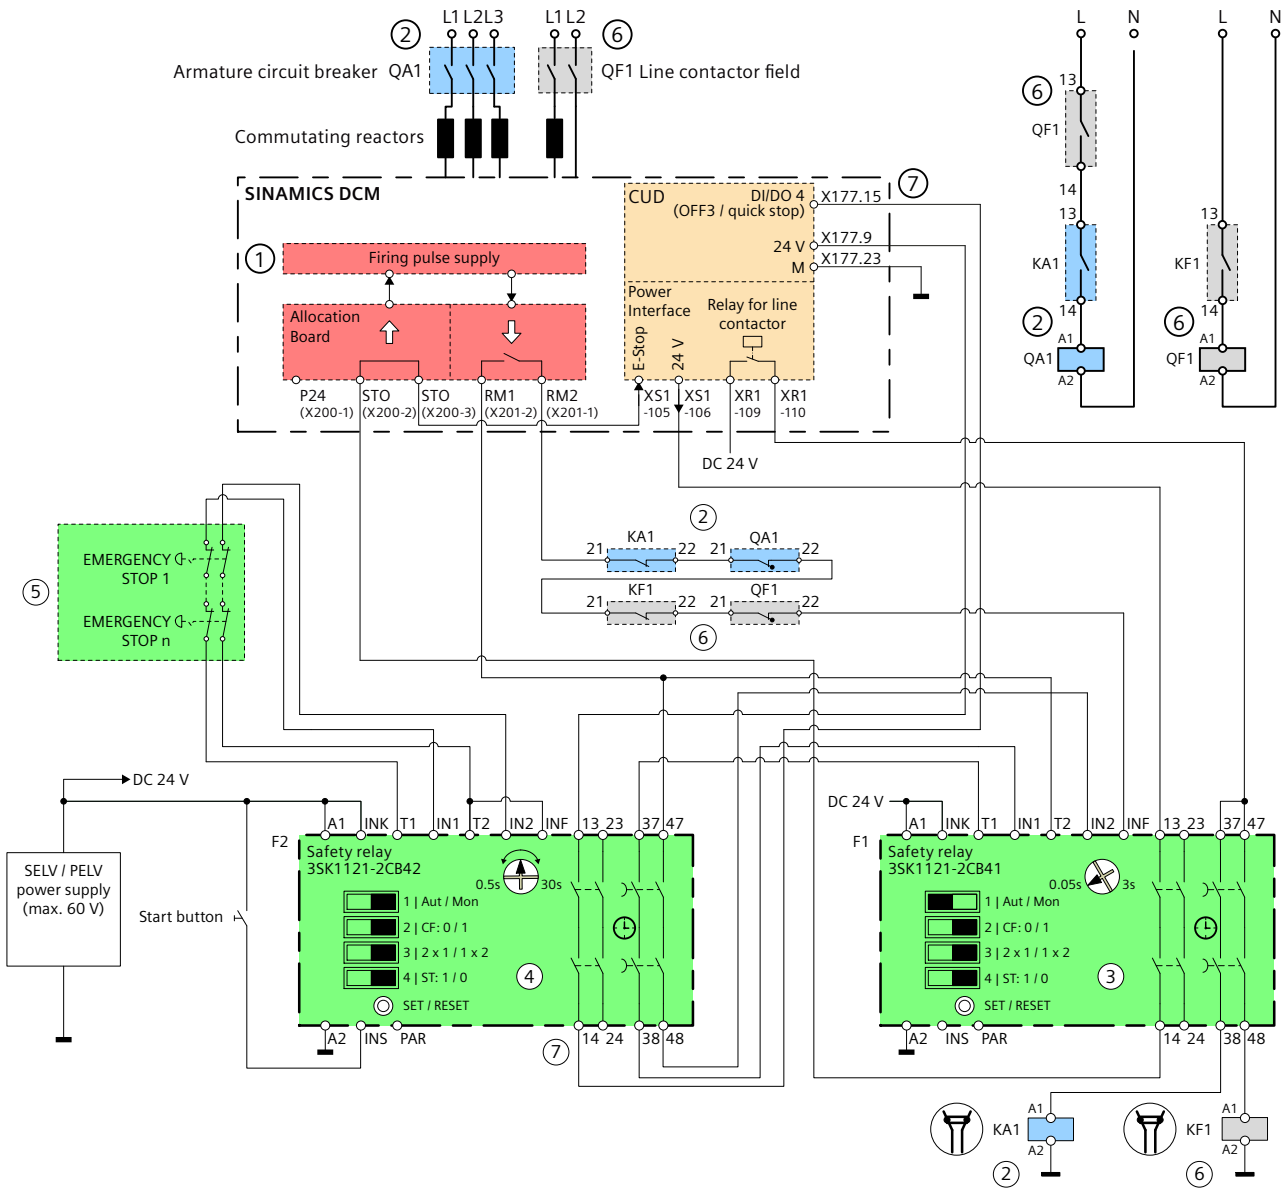 L1 L2 L3 L1 L2 L N L N
2 6
Armature circuit breaker QA1 QF1 Line contactor field
Commutating reactors
13
6
QF1
14
SINAMICS DCM
7
CUD
DI/DO 4
(OFF3 / quick stop)
X177.15
24 V X177.9
M X177.23
1
Firing pulse supply
Allocation
Board
Power
Interface
Relay for line
contactor
E-Stop
24 V
13 13
KA1 KF1
14 14
2 6
A1 A1
QA1 QF1
A2 A2
P24 STO STO RM1 RM2 XS1 XS1 XR1 XR1
(X200-1) (X200-2) (X200-3) (X201-2) (X201-1) -105 -106 -109 -110
DC 24 V
2
KA1 QA1
21 22 21 22
KF1 QF1
21 22 21 22
6
5
EMERGENCY
STOP 1
EMERGENCY
STOP n
DC 24 V
DC 24 V
A1 INK T1 IN1 T2 IN2 INF 13 23 37 47
A1 INK T1 IN1 T2 IN2 INF 13 23 37 47
F2
Safety relay
3SK1121-2CB42
0.5s 30s
1 | Aut / Mon
2 | CF: 0 / 1
3 | 2 x 1 / 1 x 2
4 | ST: 1 / 0
SET / RESET
4
A2 INS PAR 14 24 38 48
7
F1
Safety relay
3SK1121-2CB41
0.05s 3s
1 | Aut / Mon
2 | CF: 0 / 1
3 | 2 x 1 / 1 x 2
4 | ST: 1 / 0
SET / RESET
3
A2 INS PAR 14 24 38 48
SELV / PELV
power supply
(max. 60 V)
Start button
A1 A1
KA1 KF1
A2 A2
2 6